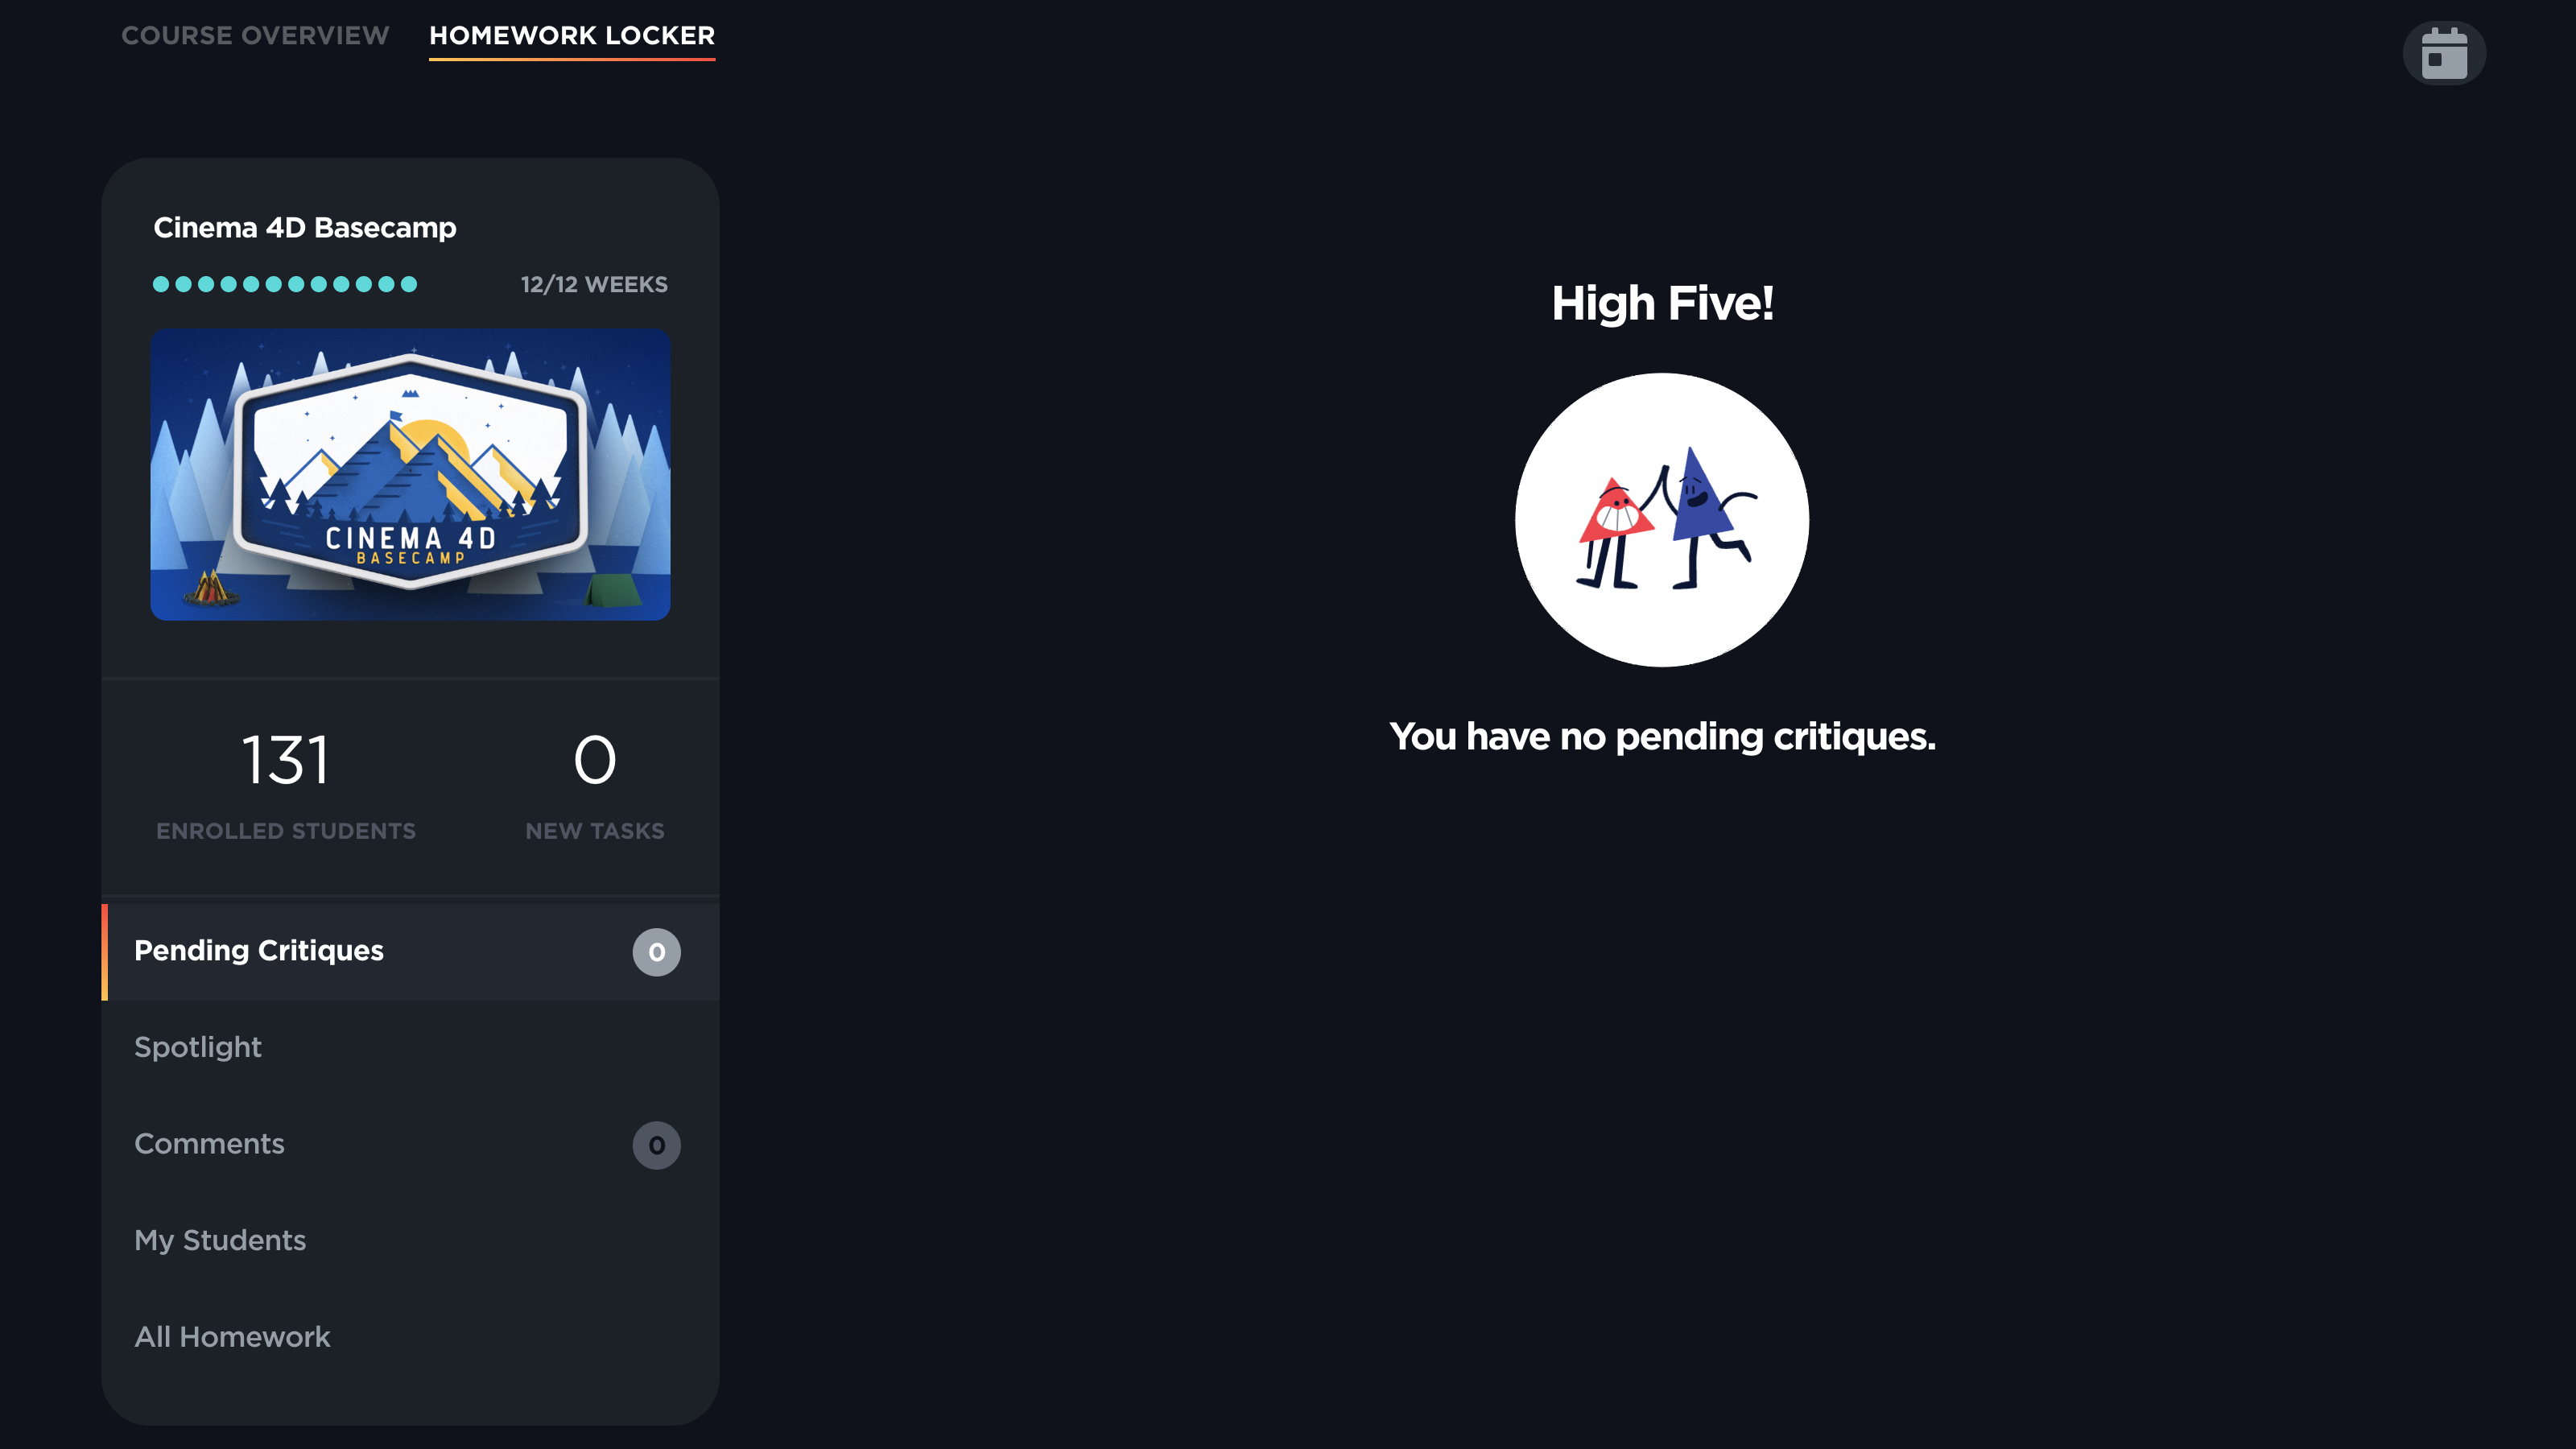 COURSE OVERVIEW
HOMEWORK LOCKER
Cinema 4D Basecamp
12/12 WEEKS
CINEMA 4D
BASECAMP
131
ENROLLED STUDENTS
0
NEW TASKS
Pending Critiques
0
Spotlight
Comments
0
My Students
All Homework
High Five!
You have no pending critiques.